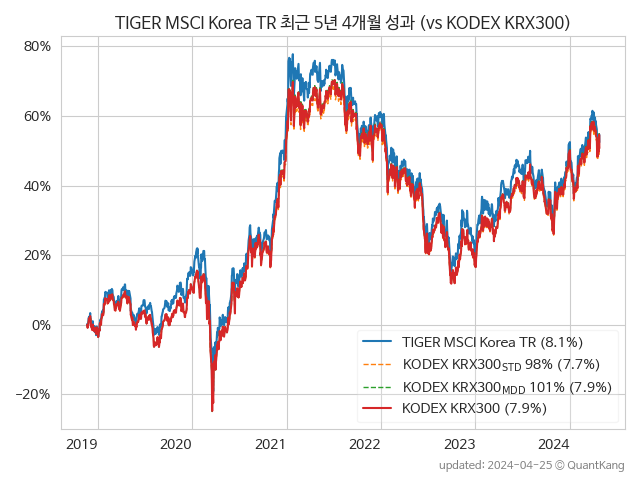 TIGER MSCI Korea TR 최근 5년 4개월 성과 (vs KODEX KRX300)
80%
60%
40%
20%
0%
−20%
TIGER MSCI Korea TR (8.1%)
KODEX KRX300STD 98% (7.7%)
KODEX KRX300MDD 101% (7.9%)
KODEX KRX300 (7.9%)
2019 2020 2021 2022 2023 2024
updated: 2024-04-25 © QuantKang